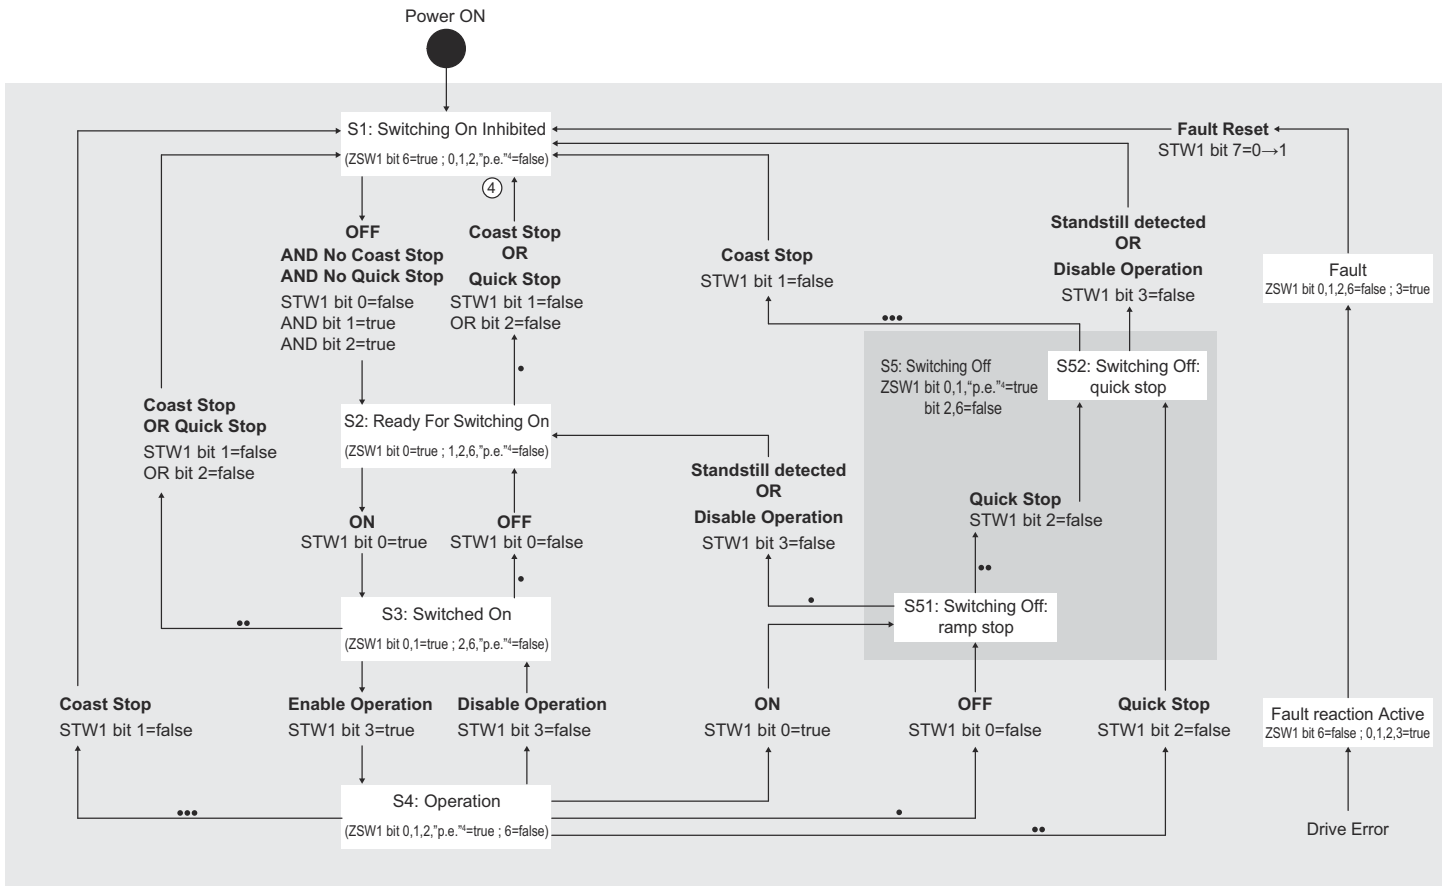 Power ON
S1: Switching On Inhibited
(ZSW1 bit 6=true ; 0,1,2,"p.e."⁴=false)
④
Fault Reset
STW1 bit 7=0→1
OFF
AND No Coast Stop
AND No Quick Stop
STW1 bit 0=false
AND bit 1=true
AND bit 2=true
Coast Stop
OR
Quick Stop
STW1 bit 1=false
OR bit 2=false
Coast Stop
STW1 bit 1=false
Standstill detected
OR
Disable Operation
STW1 bit 3=false
Fault
ZSW1 bit 0,1,2,6=false ; 3=true
S5: Switching Off
ZSW1 bit 0,1,“p.e.”⁴=true
bit 2,6=false
S52: Switching Off:
quick stop
Coast Stop
OR Quick Stop
STW1 bit 1=false
OR bit 2=false
S2: Ready For Switching On
(ZSW1 bit 0=true ; 1,2,6,"p.e."⁴=false)
Standstill detected
OR
Disable Operation
STW1 bit 3=false
Quick Stop
STW1 bit 2=false
ON
STW1 bit 0=true
OFF
STW1 bit 0=false
S3: Switched On
(ZSW1 bit 0,1=true ; 2,6,"p.e."⁴=false)
S51: Switching Off:
ramp stop
Coast Stop
STW1 bit 1=false
Enable Operation
STW1 bit 3=true
Disable Operation
STW1 bit 3=false
ON
STW1 bit 0=true
OFF
STW1 bit 0=false
Quick Stop
STW1 bit 2=false
Fault reaction Active
ZSW1 bit 6=false ; 0,1,2,3=true
S4: Operation
(ZSW1 bit 0,1,2,"p.e."⁴=true ; 6=false)
Drive Error